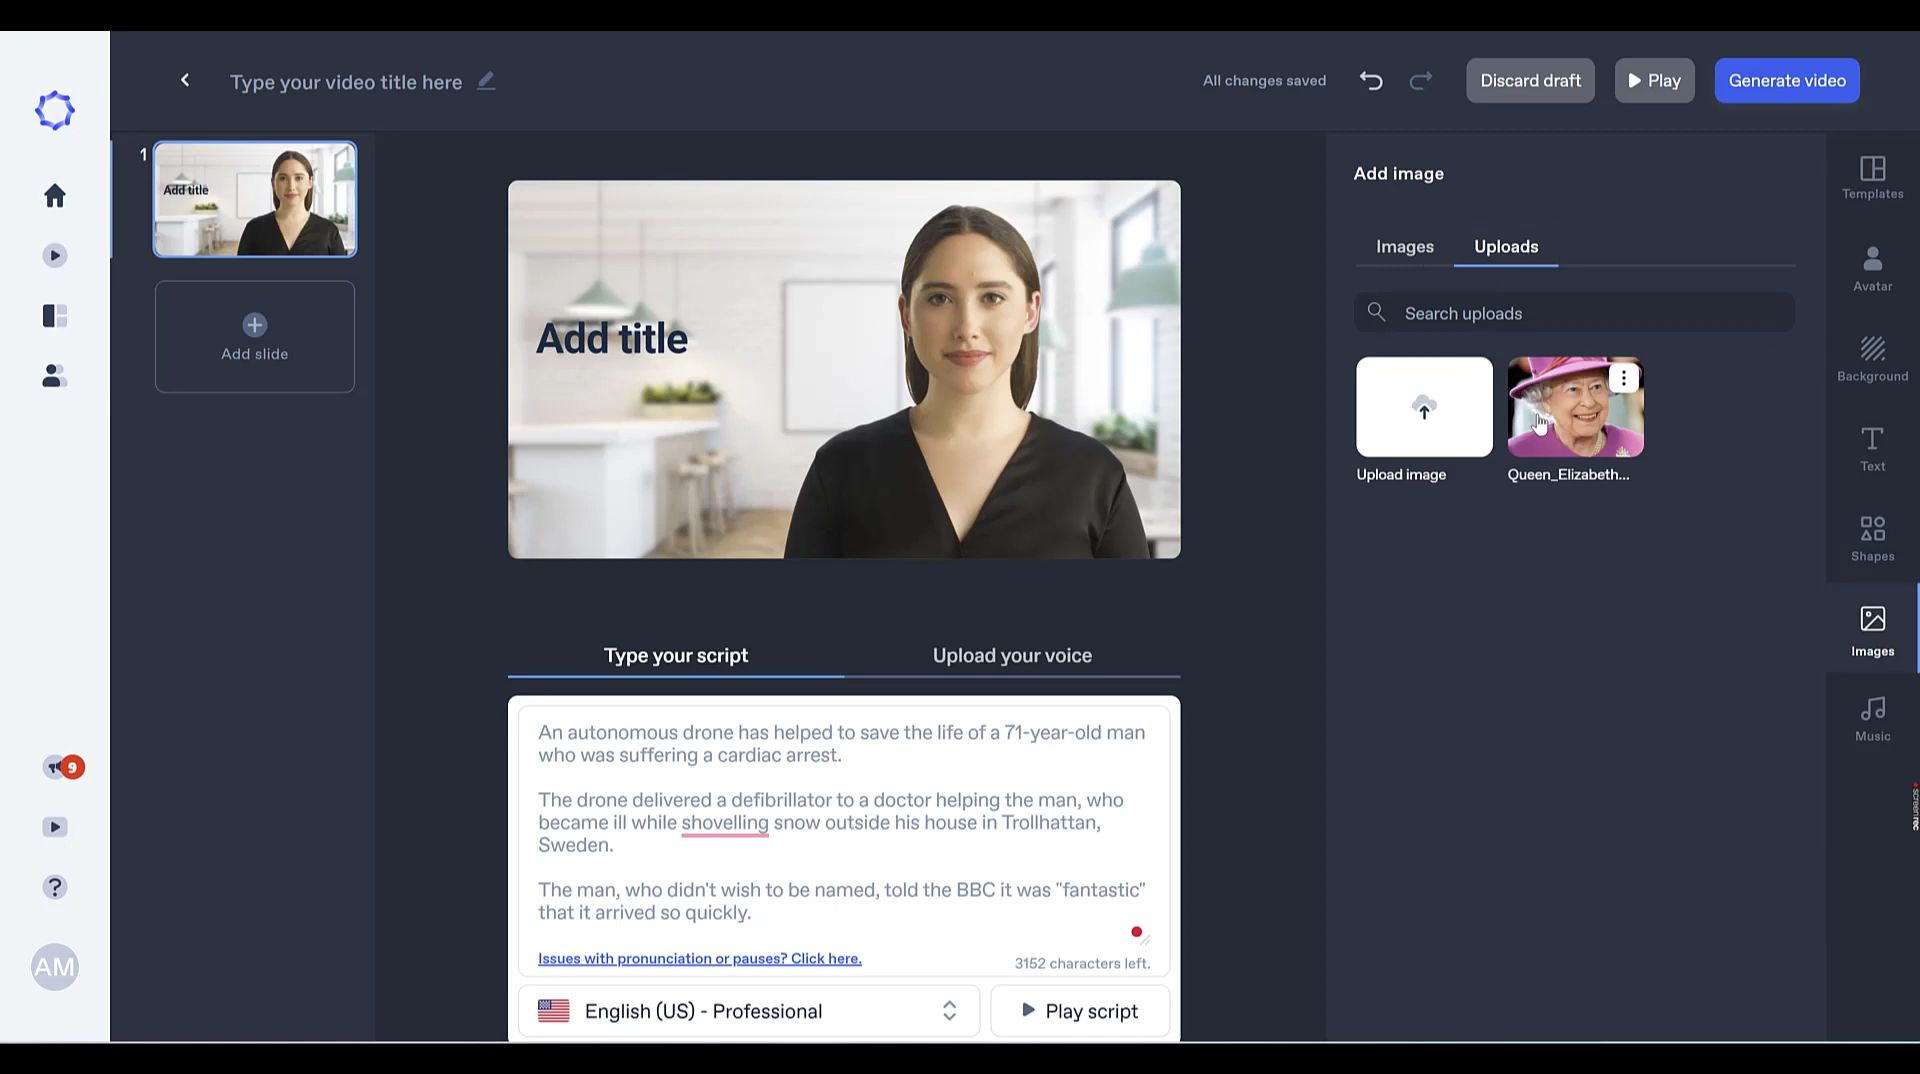 Type your video title here
All changes saved
Discard draft
Play
Generate video
1
Add title
Add slide
Add title
Add image
Images
Uploads
Search uploads
Upload image
Queen_Elizabeth...
Templates
Avatar
Background
Text
Shapes
Images
Music
Type your script
Upload your voice
An autonomous drone has helped to save the life of a 71-year-old man
who was suffering a cardiac arrest.
The drone delivered a defibrillator to a doctor helping the man, who
became ill while shovelling snow outside his house in Trollhattan,
Sweden.
The man, who didn't wish to be named, told the BBC it was "fantastic"
that it arrived so quickly.
Issues with pronunciation or pauses? Click here.
3152 characters left.
English (US) - Professional
Play script
9
?
AM
screenrec